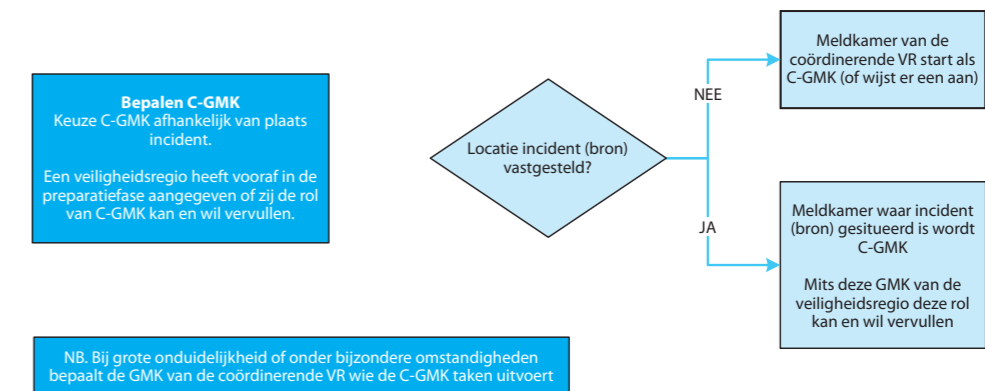 Bepalen C-GMK
Keuze C-GMK afhankelijk van plaats
incident.
Een veiligheidsregio heeft vooraf in de
preparatiefase aangegeven of zij de rol
van C-GMK kan en wil vervullen.
Locatie incident (bron)
vastgesteld?
NEE
Meldkamer van de
coördinerende VR start als
C-GMK (of wijst er een aan)
JA
Meldkamer waar incident
(bron) gesitueerd is wordt
C-GMK
Mits deze GMK van de
veiligheidsregio deze rol
kan en wil vervullen
NB. Bij grote onduidelijkheid of onder bijzondere omstandigheden
bepaalt de GMK van de coördinerende VR wie de C-GMK taken uitvoert